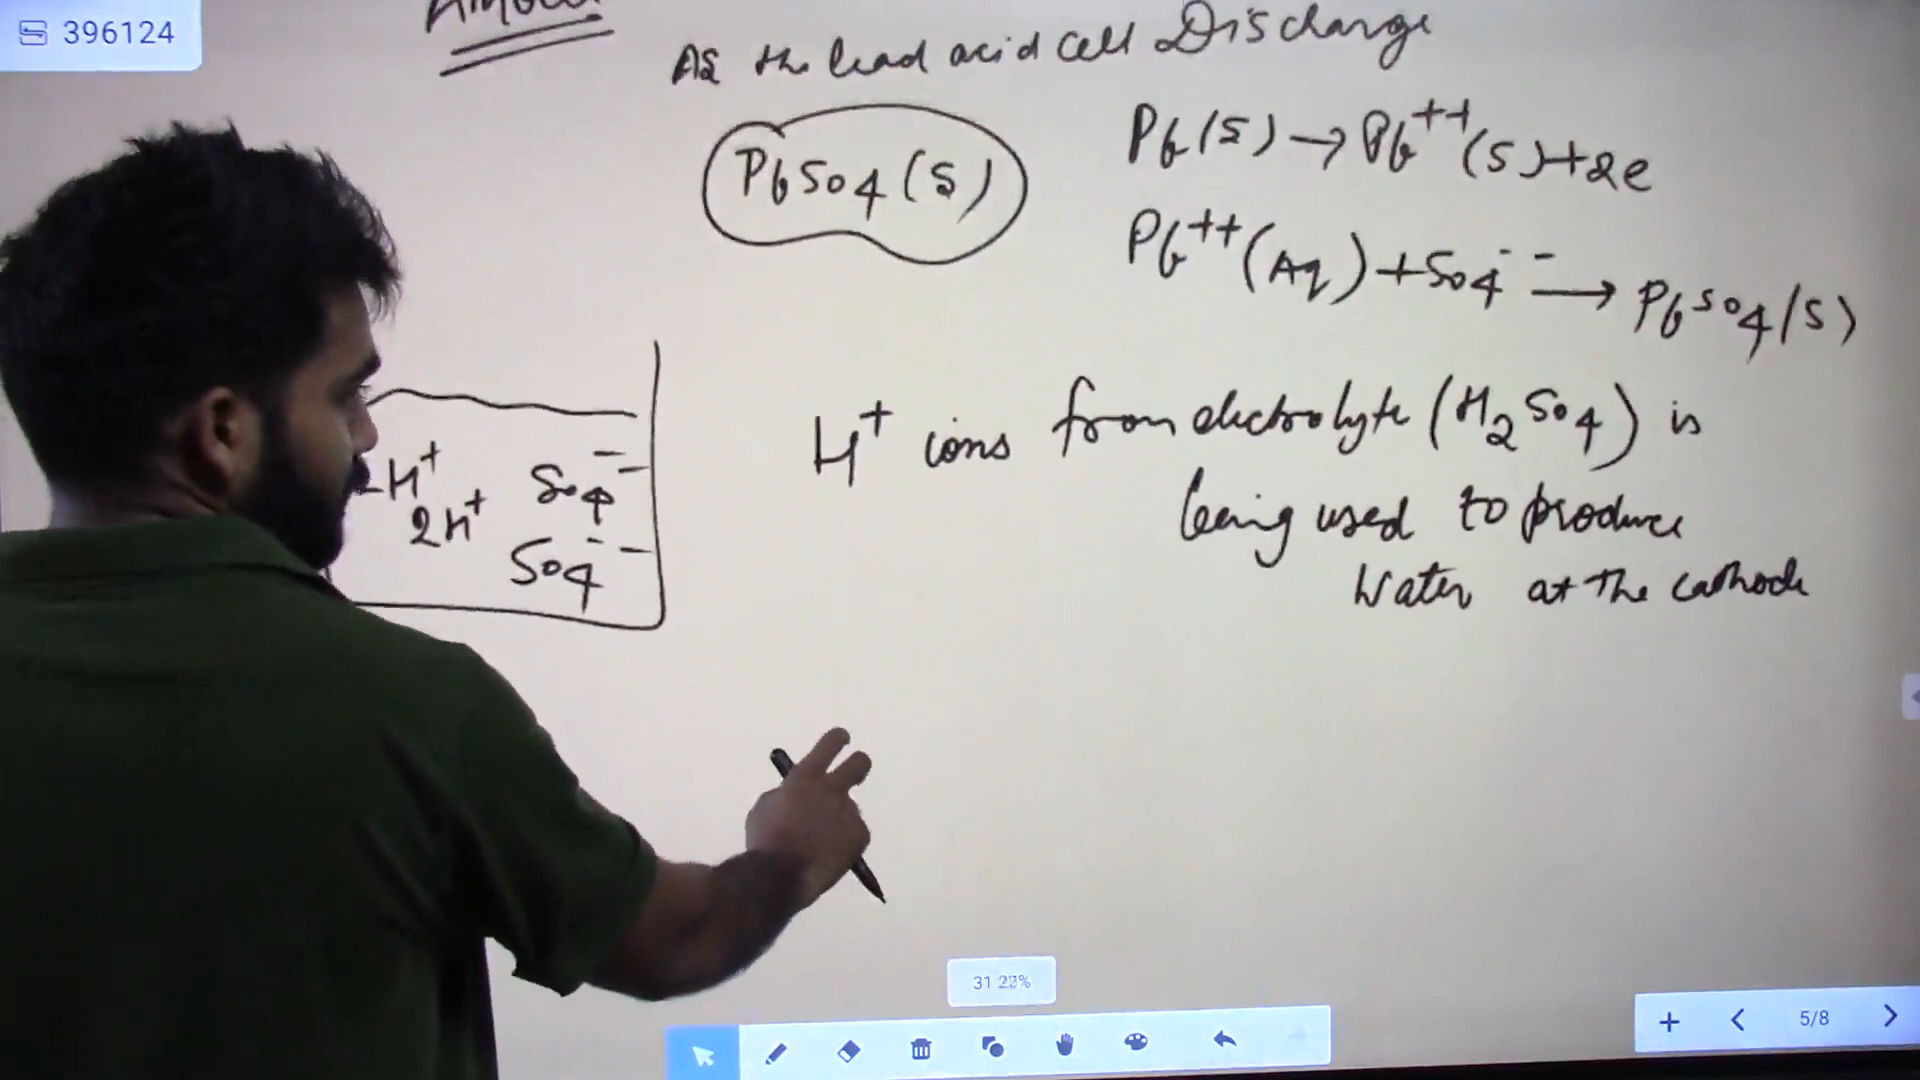 396124
As the lead acid cell Discharge
PbSO4(s)
Pb(s)→Pb++(s)+2e
Pb++(Aq)+SO4-- → PbSO4(s)
H+ ions from electrolyte (H2SO4) is
being used to produce
Water at the cathode
H+ SO4--
2H+
SO4--
31 23%
5/8